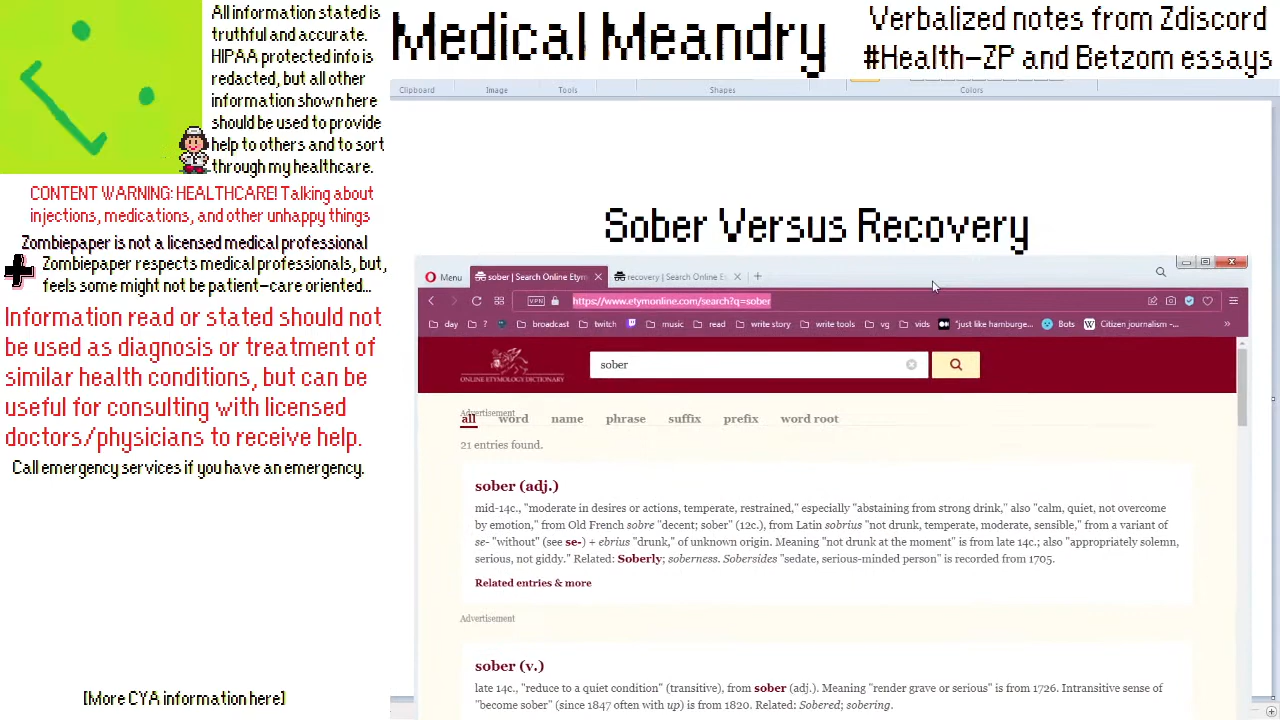 All information stated is
truthful and accurate.
HIPAA protected info is
redacted, but all other
information shown here
should be used to provide
help to others and to sort
through my healthcare.
CONTENT WARNING: HEALTHCARE! Talking about
injections, medications, and other unhappy things
Zombiepaper is not a licensed medical professional
Zombiepaper respects medical professionals, but,
feels some might not be patient-care oriented...
Information read or stated should not
be used as diagnosis or treatment of
similar health conditions, but can be
useful for consulting with licensed
doctors/physicians to receive help.
Call emergency services if you have an emergency.
[More CYA information here]
Medical Meandry
Verbalized notes from Zdiscord
#Health-ZP and Betzom essays
Clipboard Image Tools Shapes Colors
Sober Versus Recovery
Menu sober | Search Online Etym recovery | Search Online Et
VPN https://www.etymonline.com/search?q=sober
day ? broadcast twitch music read write story write tools vg vids "just like hamburge... Bots Citizen journalism -...
ONLINE ETYMOLOGY DICTIONARY
sober
Advertisement
all word name phrase suffix prefix word root
21 entries found.
sober (adj.)
mid-14c., "moderate in desires or actions, temperate, restrained," especially "abstaining from strong drink," also "calm, quiet, not overcome
by emotion," from Old French sobre "decent; sober" (12c.), from Latin sobrius "not drunk, temperate, moderate, sensible," from a variant of
se- "without" (see se-) + ebrius "drunk," of unknown origin. Meaning "not drunk at the moment" is from late 14c.; also "appropriately solemn,
serious, not giddy." Related: Soberly; soberness. Sobersides "sedate, serious-minded person" is recorded from 1705.
Related entries & more
Advertisement
sober (v.)
late 14c., "reduce to a quiet condition" (transitive), from sober (adj.). Meaning "render grave or serious" is from 1726. Intransitive sense of
"become sober" (since 1847 often with up) is from 1820. Related: Sobered; sobering.